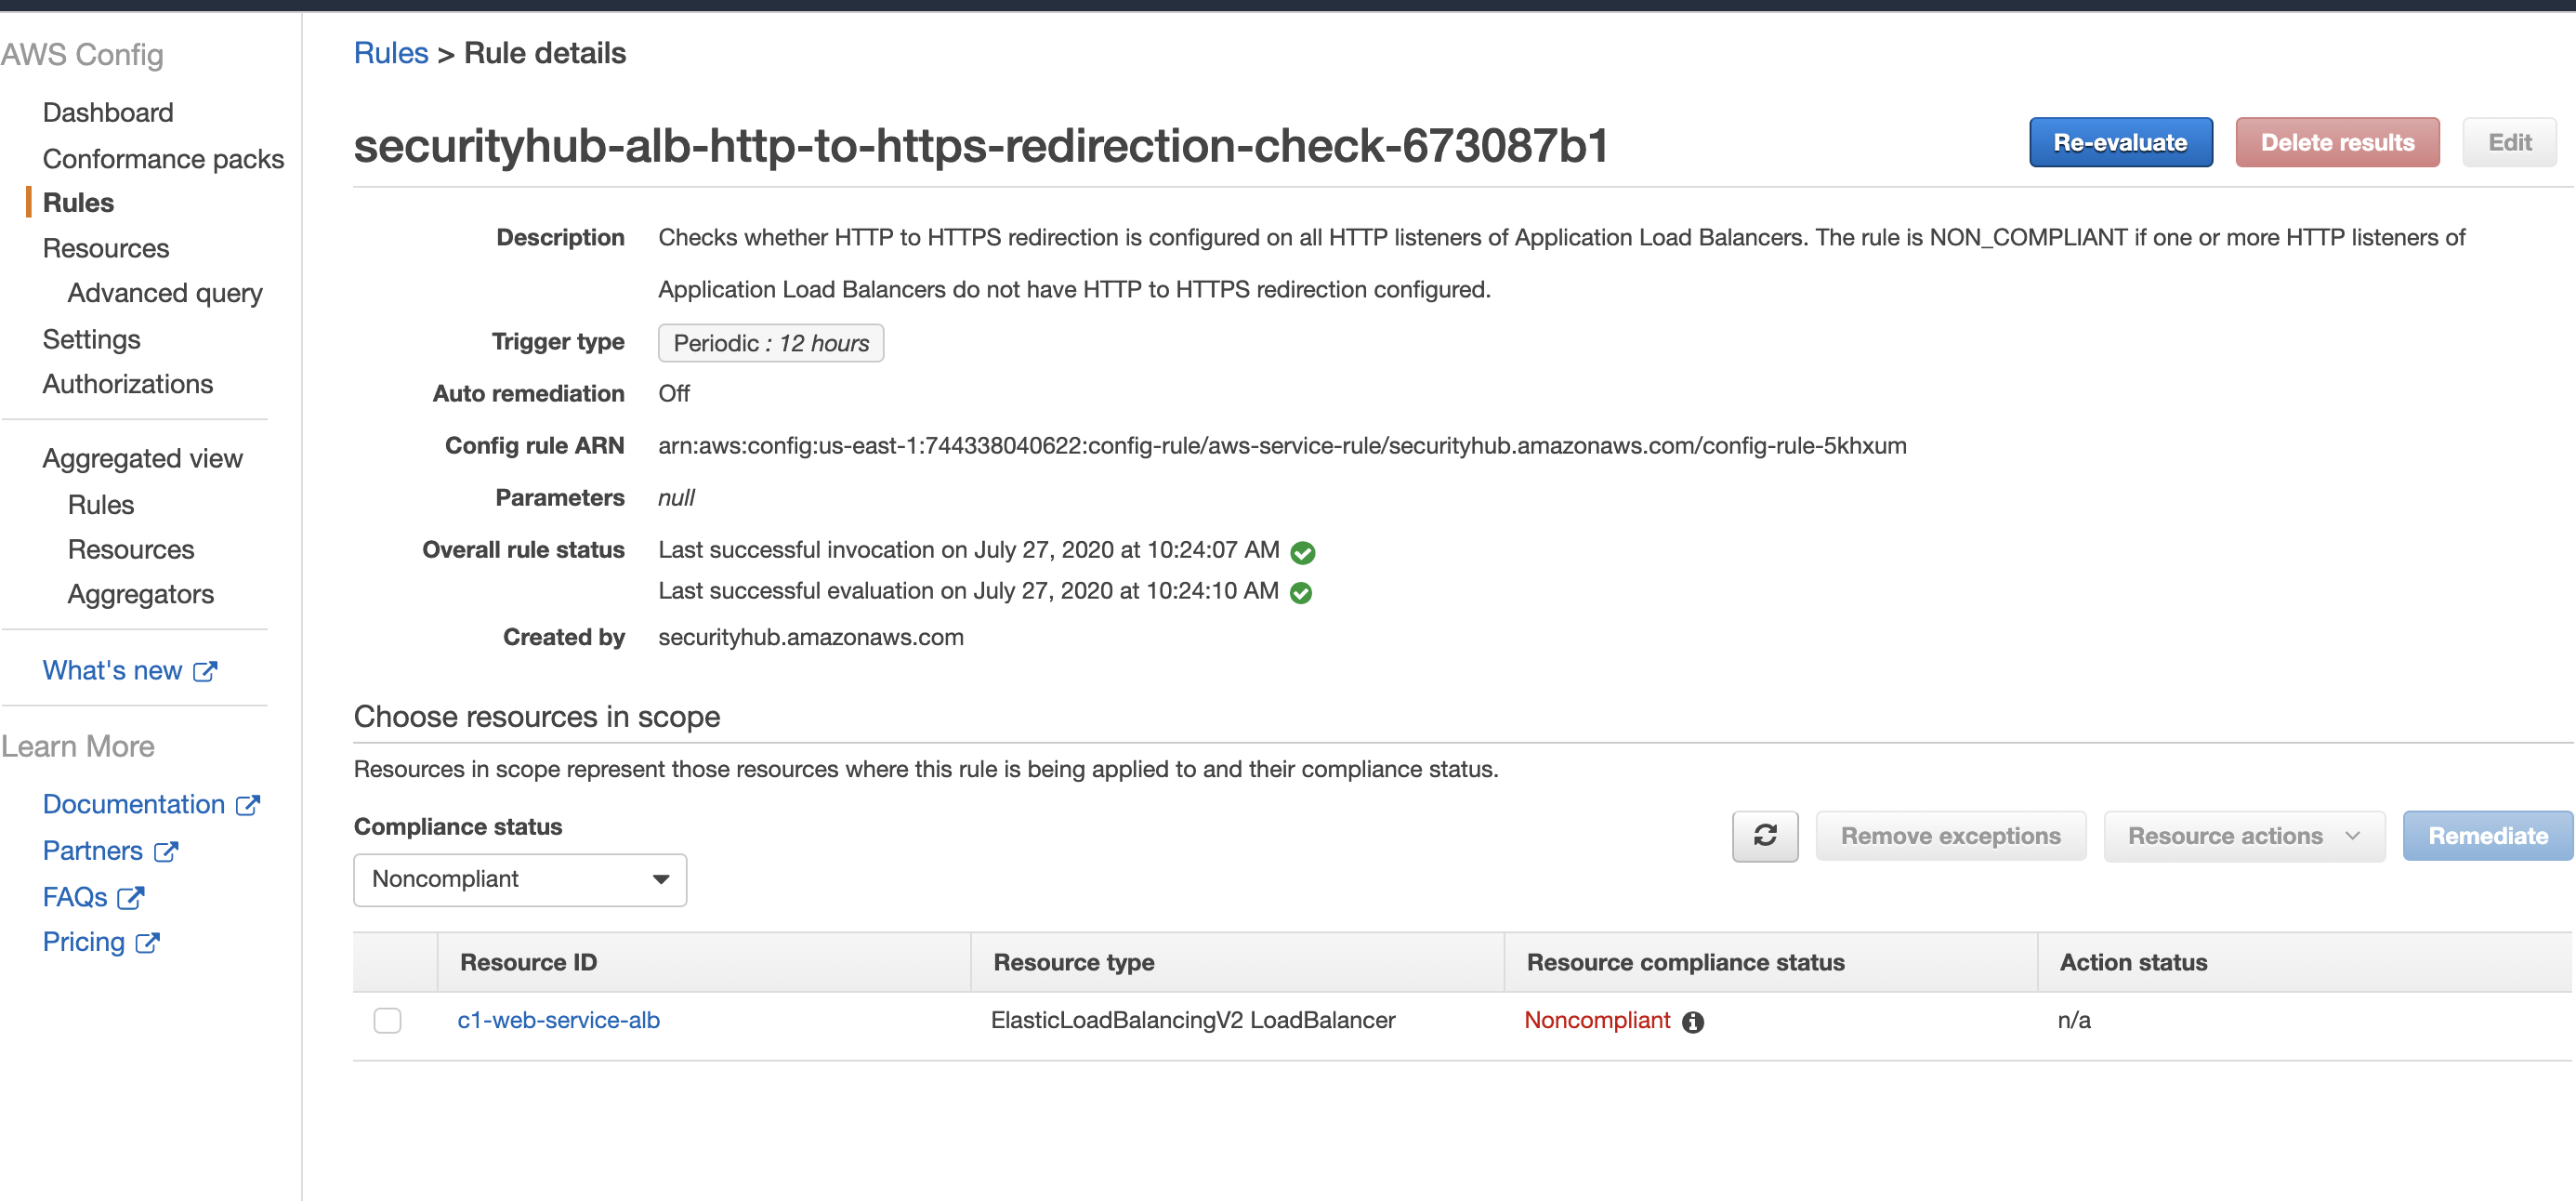 AWS Config
Dashboard
Conformance packs
Rules
Resources
Advanced query
Settings
Authorizations
Aggregated view
Rules
Resources
Aggregators
What's new
Learn More
Documentation
Partners
FAQs
Pricing
Rules > Rule details
securityhub-alb-http-to-https-redirection-check-673087b1
Re-evaluate
Delete results
Edit
Description Checks whether HTTP to HTTPS redirection is configured on all HTTP listeners of Application Load Balancers. The rule is NON_COMPLIANT if one or more HTTP listeners of
Application Load Balancers do not have HTTP to HTTPS redirection configured.
Trigger type Periodic : 12 hours
Auto remediation Off
Config rule ARN arn:aws:config:us-east-1:744338040622:config-rule/aws-service-rule/securityhub.amazonaws.com/config-rule-5khxum
Parameters null
Overall rule status Last successful invocation on July 27, 2020 at 10:24:07 AM
Last successful evaluation on July 27, 2020 at 10:24:10 AM
Created by securityhub.amazonaws.com
Choose resources in scope
Resources in scope represent those resources where this rule is being applied to and their compliance status.
Compliance status
Noncompliant
Remove exceptions
Resource actions
Remediate
Resource ID Resource type Resource compliance status Action status
c1-web-service-alb ElasticLoadBalancingV2 LoadBalancer Noncompliant n/a